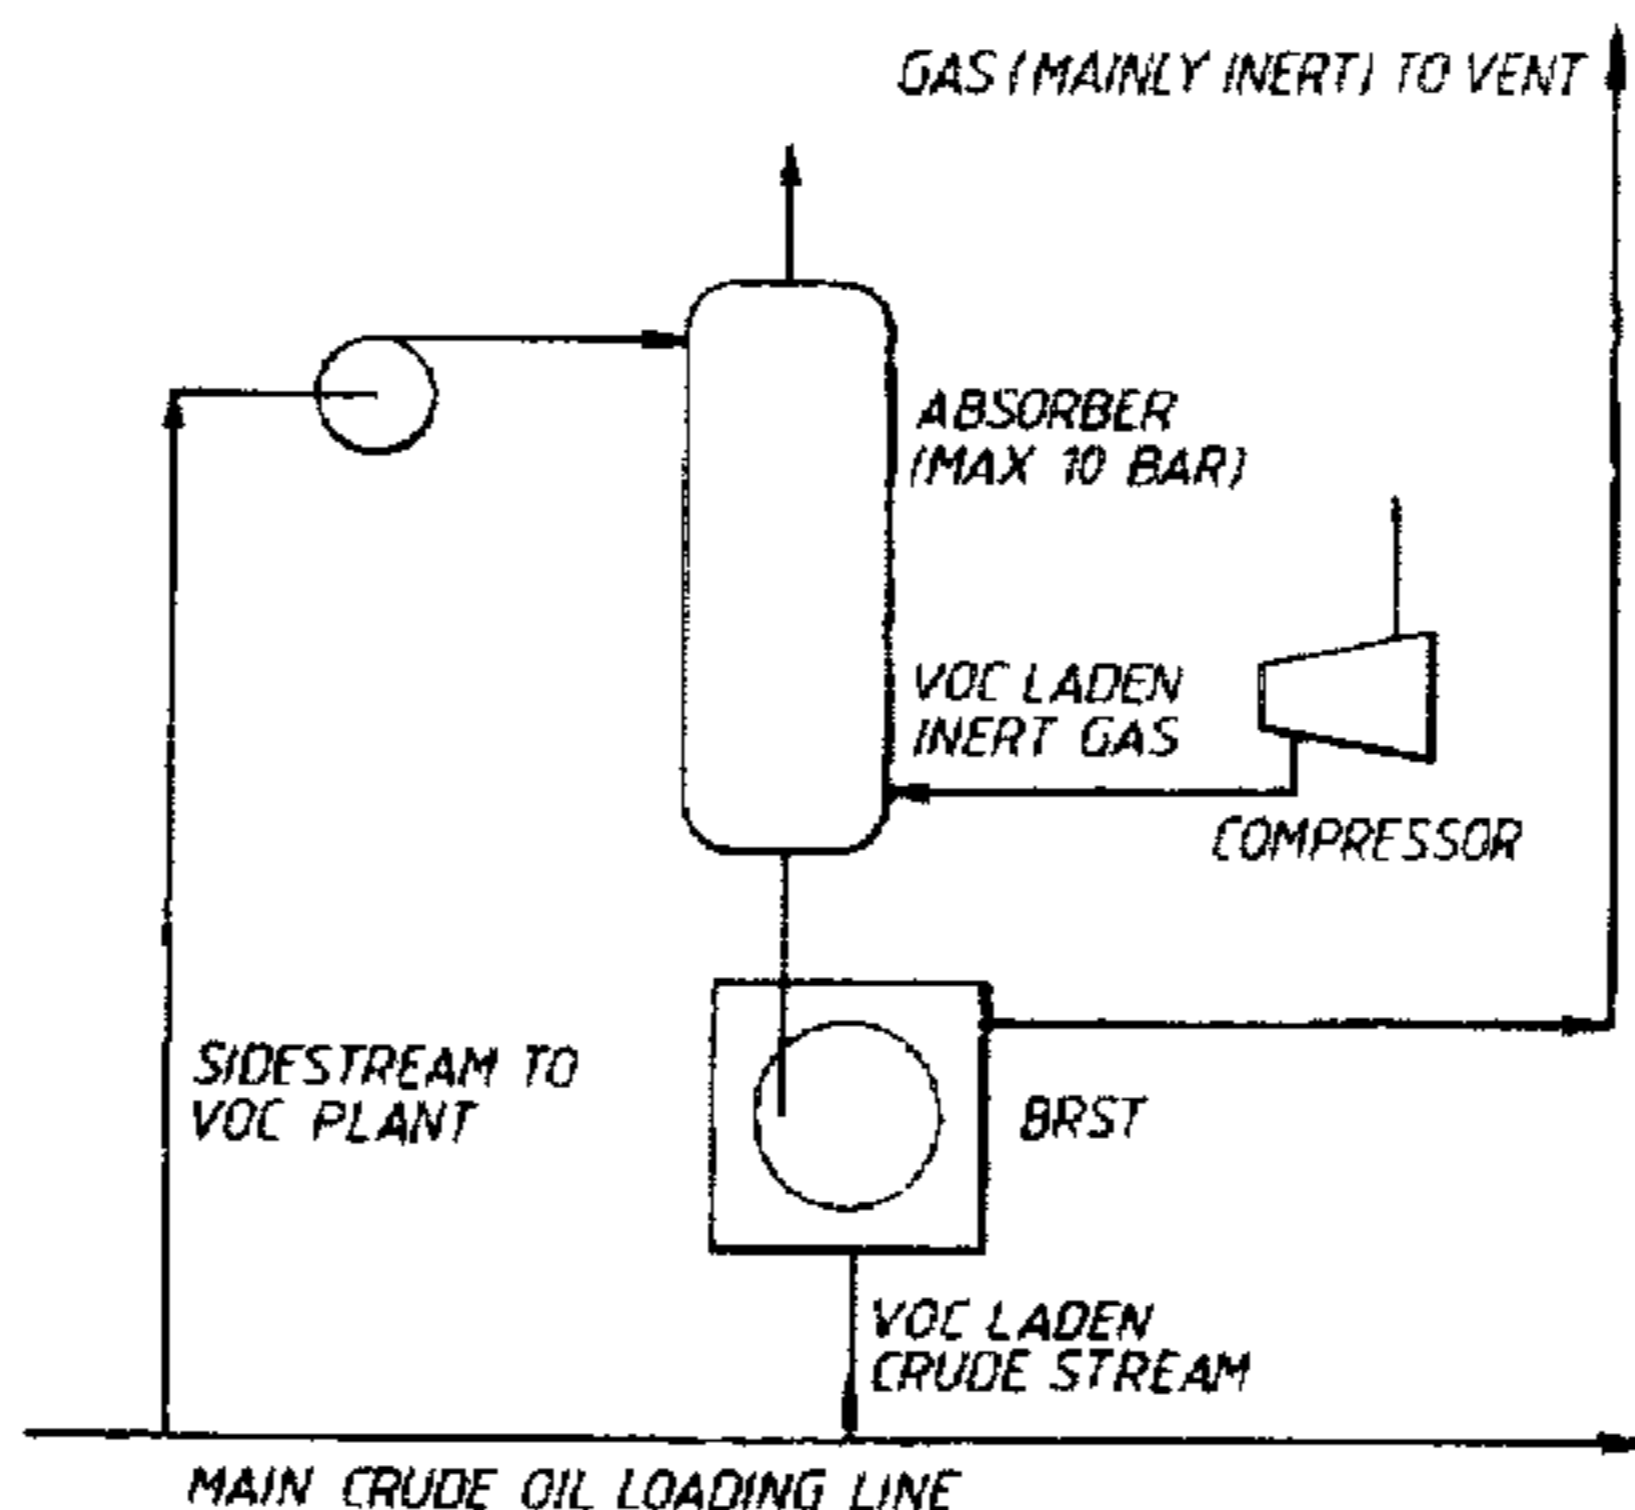 GAS (MAINLY INERT) TO VENT
ABSORBER
(MAX 10 BAR)
VOC LADEN
INERT GAS
COMPRESSOR
SIDESTREAM TO
VOC PLANT
BRST
VOC LADEN
CRUDE STREAM
MAIN CRUDE OIL LOADING LINE